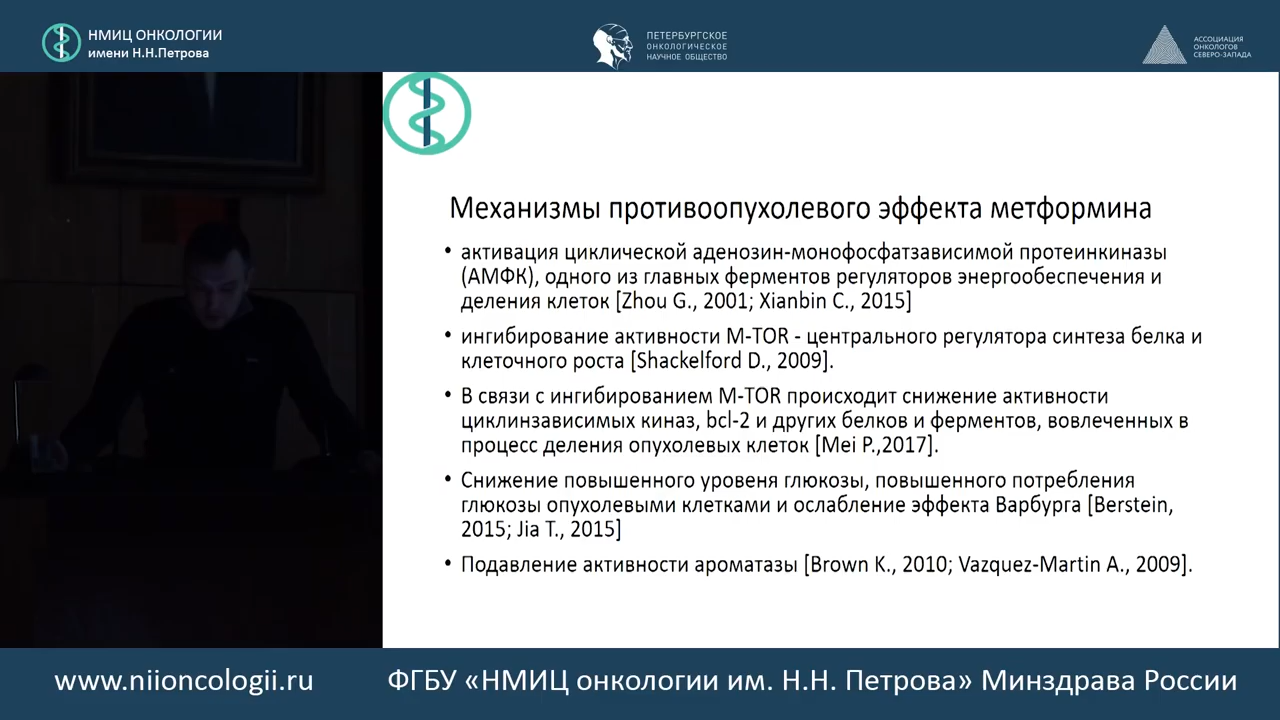 НМИЦ ОНКОЛОГИИ
имени Н.Н.Петрова
ПЕТЕРБУРГСКОЕ
ОНКОЛОГИЧЕСКОЕ
НАУЧНОЕ ОБЩЕСТВО
АССОЦИАЦИЯ
ОНКОЛОГОВ
СЕВЕРО-ЗАПАДА
Механизмы противоопухолевого эффекта метформина
• активация циклической аденозин-монофосфатзависимой протеинкиназы
(АМФК), одного из главных ферментов регуляторов энергообеспечения и
деления клеток [Zhou G., 2001; Xianbin C., 2015]
• ингибирование активности M-TOR - центрального регулятора синтеза белка и
клеточного роста [Shackelford D., 2009].
• В связи с ингибированием M-TOR происходит снижение активности
циклинзависимых киназ, bcl-2 и других белков и ферментов, вовлеченных в
процесс деления опухолевых клеток [Mei P.,2017].
• Снижение повышенного уровеня глюкозы, повышенного потребления
глюкозы опухолевыми клетками и ослабление эффекта Варбурга [Berstein,
2015; Jia T., 2015]
• Подавление активности ароматазы [Brown K., 2010; Vazquez-Martin A., 2009].
www.niioncologii.ru
ФГБУ «НМИЦ онкологии им. Н.Н. Петрова» Минздрава России